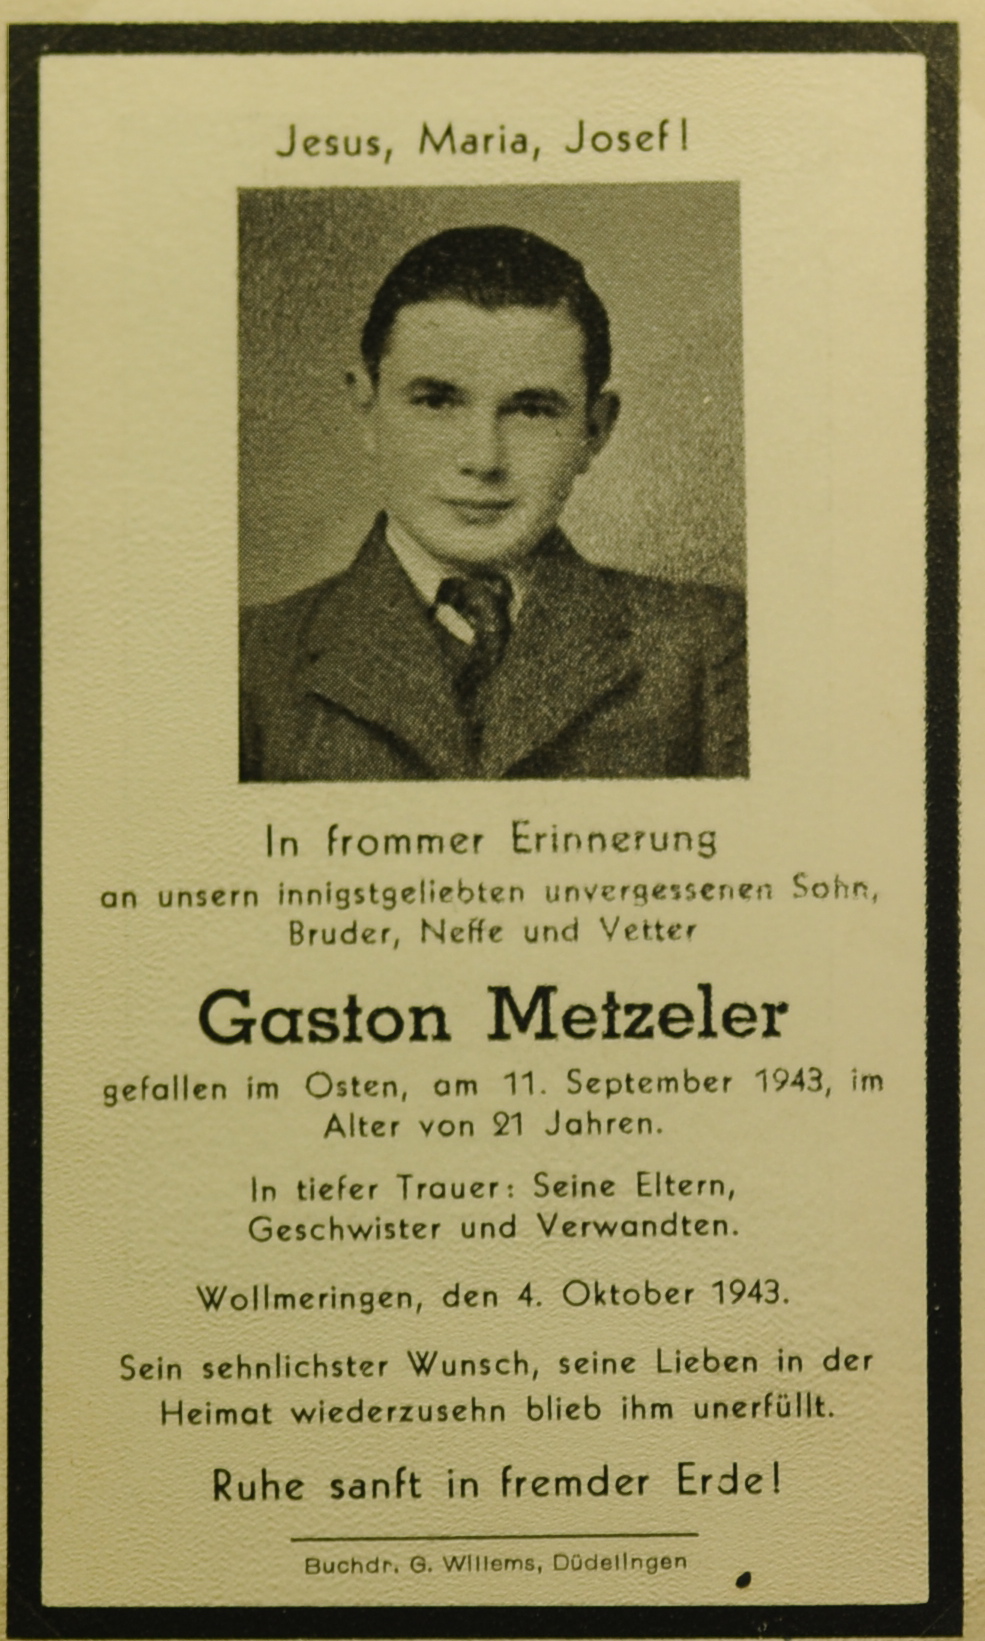 Jesus, Maria, Josef!
In frommer Erinnerung
an unsern innigstgeliebten unvergessenen Sohn,
Bruder, Neffe und Vetter
Gaston Metzeler
gefallen im Osten, am 11. September 1943, im
Alter von 21 Jahren.
In tiefer Trauer: Seine Eltern,
Geschwister und Verwandten.
Wollmeringen, den 4. Oktober 1943.
Sein sehnlichster Wunsch, seine Lieben in der
Heimat wiederzusehn blieb ihm unerfüllt.
Ruhe sanft in fremder Erde!
Buchdr. G. Willems, Düdelingen